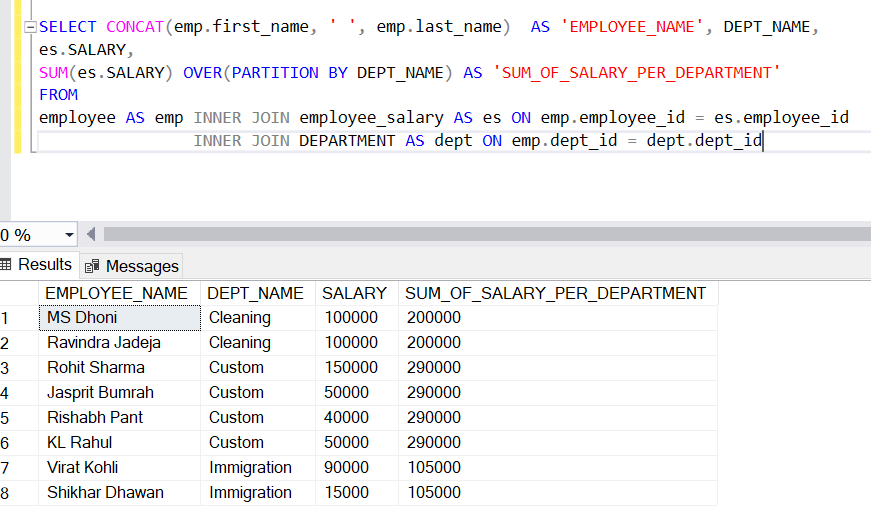 SELECT CONCAT(emp.first_name, ' ', emp.last_name)  AS 'EMPLOYEE_NAME', DEPT_NAME,
es.SALARY,
SUM(es.SALARY) OVER(PARTITION BY DEPT_NAME) AS 'SUM_OF_SALARY_PER_DEPARTMENT'
FROM
employee AS emp INNER JOIN employee_salary AS es ON emp.employee_id = es.employee_id
INNER JOIN DEPARTMENT AS dept ON emp.dept_id = dept.dept_id
0 %
Results Messages
EMPLOYEE_NAME DEPT_NAME SALARY SUM_OF_SALARY_PER_DEPARTMENT
1 MS Dhoni Cleaning 100000 200000
2 Ravindra Jadeja Cleaning 100000 200000
3 Rohit Sharma Custom 150000 290000
4 Jasprit Bumrah Custom 50000 290000
5 Rishabh Pant Custom 40000 290000
6 KL Rahul Custom 50000 290000
7 Virat Kohli Immigration 90000 105000
8 Shikhar Dhawan Immigration 15000 105000